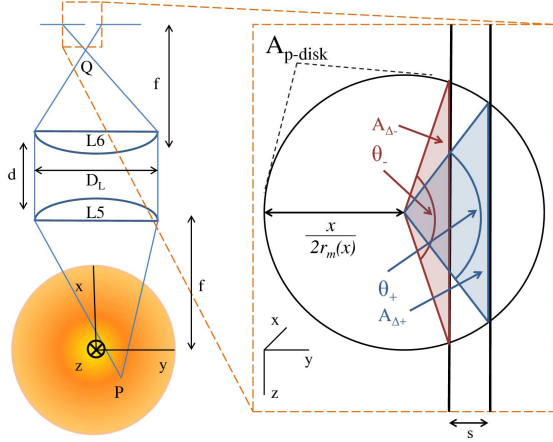 Q
f
L6
d
D_L
L5
f
x
z
y
P
A_p-disk
A_Δ-
θ_-
x
2r_m(x)
θ_+
A_Δ+
x
y
z
s